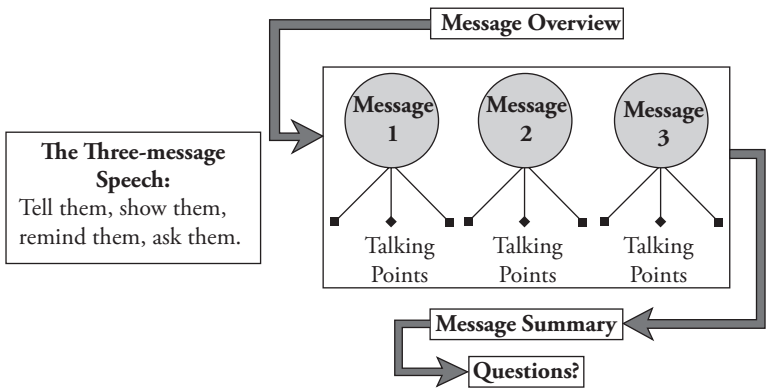 Message Overview
Message
1
Message
2
Message
3
The Three-message
Speech:
Tell them, show them,
remind them, ask them.
Talking
Points
Talking
Points
Talking
Points
Message Summary
Questions?